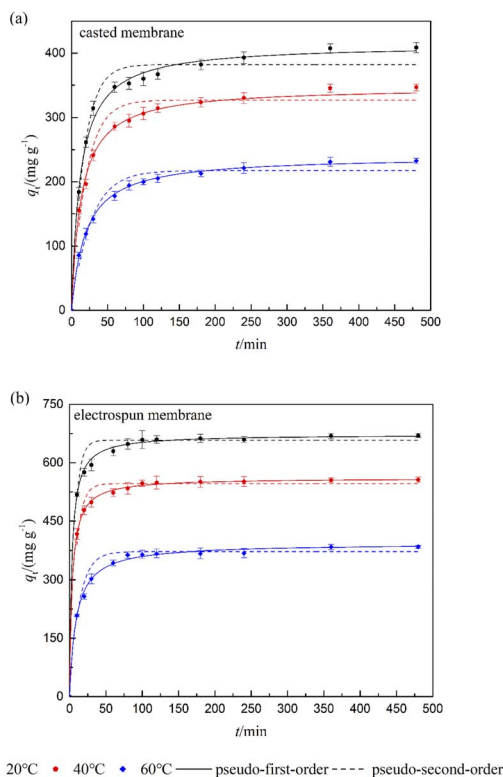 (a)
casted membrane
400
300
200
100
0
qt/(mg g-1)
0 50 100 150 200 250 300 350 400 450 500
t/min
(b)
electrospun membrane
750
600
450
300
150
0
qt/(mg g-1)
0 50 100 150 200 250 300 350 400 450 500
t/min
20°C 40°C 60°C pseudo-first-order pseudo-second-order